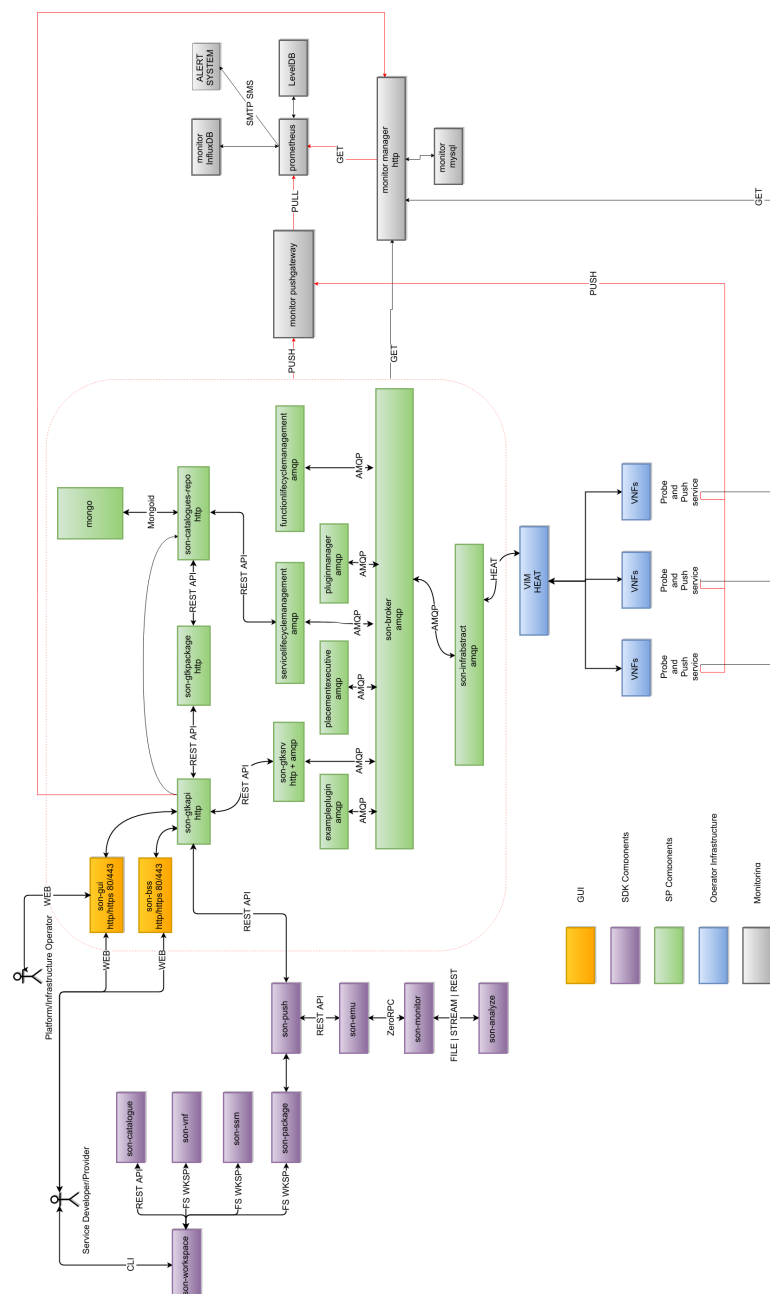 Service Developer/Provider
CLI
son-workspace
REST API
FS WKSP
FS WKSP
FS WKSP
son-catalogue
son-vnf
son-ssm
son-package
son-push
REST API
son-emu
ZeroRPC
son-monitor
FILE | STREAM | REST
son-analyze
Platform/Infrastructure Operator
WEB
WEB
WEB
son-gui
http/https 80/443
son-bss
http/https 80/443
REST API
son-gtkapi
http
REST API
son-gtkpackage
http
REST API
son-catalogues-repo
http
Mongoid
mongo
REST API
REST API
son-gtksrv
http + amqp
servicelifecyclemanagement
amqp
functionlifecyclemanagement
amqp
exampleplugin
amqp
placementexecutive
amqp
pluginmanager
amqp
AMQP
AMQP
AMQP
AMQP
AMQP
AMQP
son-broker
amqp
AMQP
son-infrabstract
amqp
HEAT
VIM
HEAT
VNFs
VNFs
VNFs
Probe
and
Push
service
Probe
and
Push
service
Probe
and
Push
service
PUSH
GET
PUSH
GET
monitor pushgateway
PULL
monitor
InfluxDB
ALERT
SYSTEM
SMTP SMS
prometheus
LevelDB
GET
monitor manager
http
monitor
mysql
GUI
SDK Components
SP Components
Operator Infrastructure
Monitoring